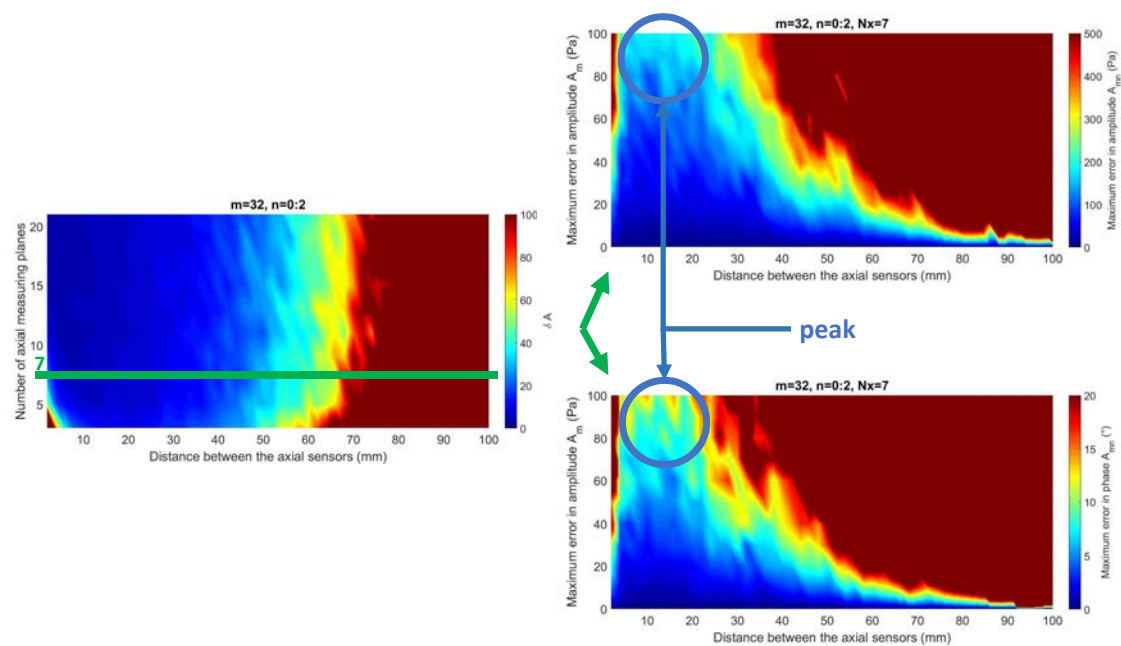 m=32, n=0:2
Number of axial measuring planes
20
15
10
7
5
10 20 30 40 50 60 70 80 90 100
Distance between the axial sensors (mm)
100
80
60
40
20
0
δ A
m=32, n=0:2, Nx=7
Maximum error in amplitude A_m (Pa)
100
80
60
40
20
0
10 20 30 40 50 60 70 80 90 100
Distance between the axial sensors (mm)
500
400
300
200
100
0
Maximum error in amplitude A_mn (Pa)
peak
m=32, n=0:2, Nx=7
Maximum error in amplitude A_m (Pa)
100
80
60
40
20
0
10 20 30 40 50 60 70 80 90 100
Distance between the axial sensors (mm)
20
15
10
5
0
Maximum error in phase A_mn (°)